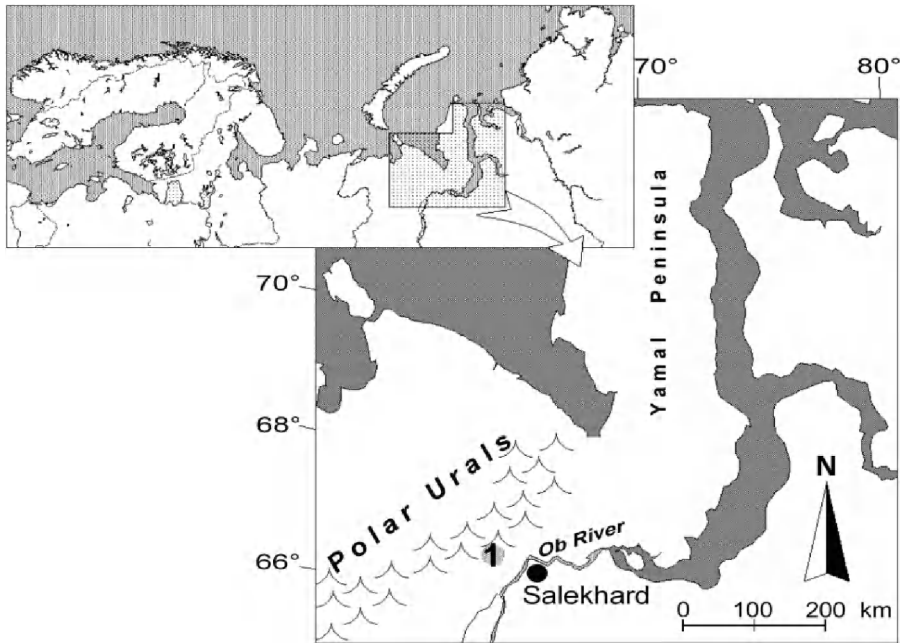 70°
80°
70°
68°
66°
Yamal Peninsula
Polar Urals
1
Ob River
Salekhard
N
0 100 200 km